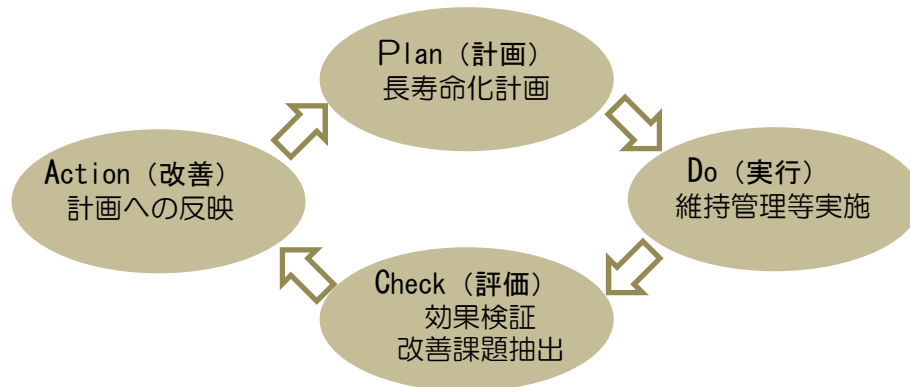 Plan（計画）
長寿命化計画
Do（実行）
維持管理等実施
Check（評価）
効果検証
改善課題抽出
Action（改善）
計画への反映